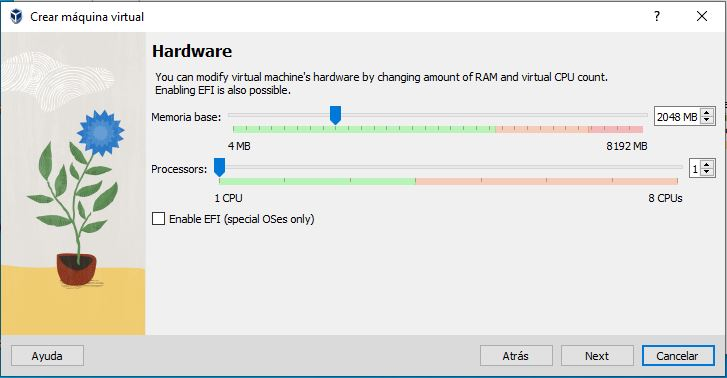 Crear máquina virtual
Hardware
You can modify virtual machine's hardware by changing amount of RAM and virtual CPU count.
Enabling EFI is also possible.
Memoria base:
2048 MB
4 MB
8192 MB
Processors:
1
1 CPU
8 CPUs
Enable EFI (special OSes only)
Ayuda
Atrás
Next
Cancelar